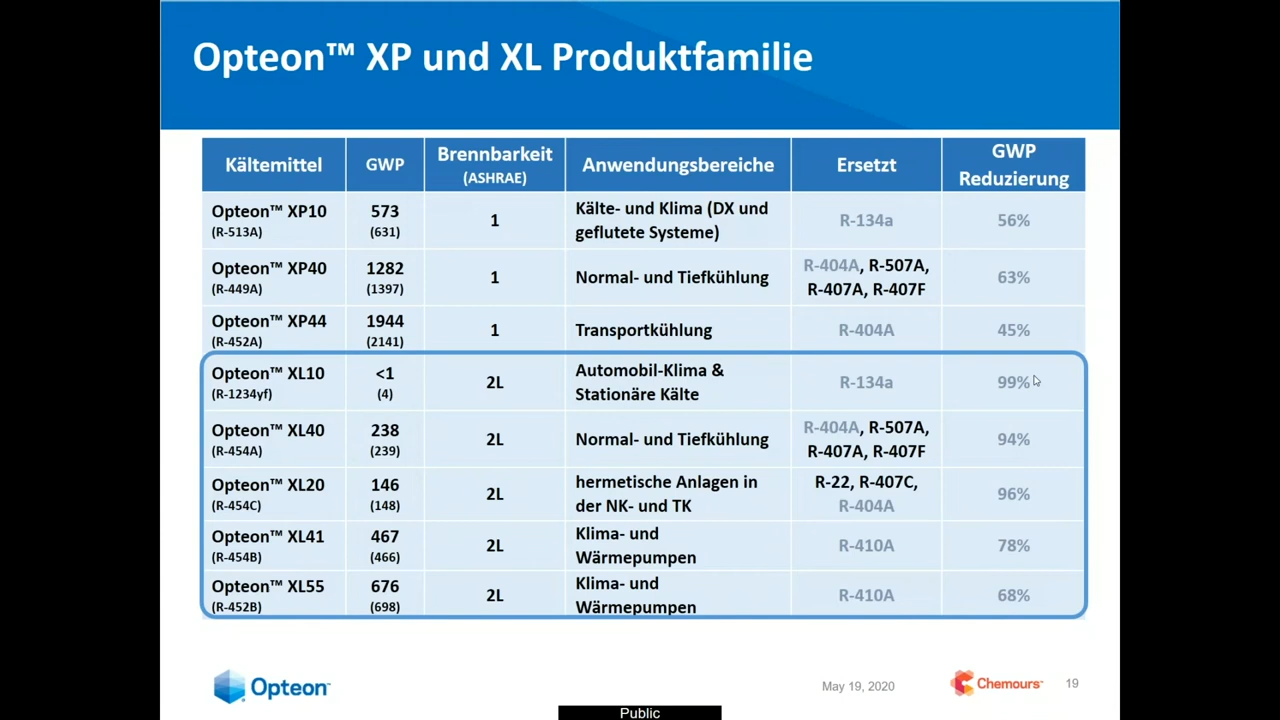 Opteon™ XP und XL Produktfamilie
Kältemittel
GWP
Brennbarkeit
(ASHRAE)
Anwendungsbereiche
Ersetzt
GWP
Reduzierung
Opteon™ XP10
(R-513A)
573
(631)
1
Kälte- und Klima (DX und
geflutete Systeme)
R-134a
56%
Opteon™ XP40
(R-449A)
1282
(1397)
1
Normal- und Tiefkühlung
R-404A, R-507A,
R-407A, R-407F
63%
Opteon™ XP44
(R-452A)
1944
(2141)
1
Transportkühlung
R-404A
45%
Opteon™ XL10
(R-1234yf)
<1
(4)
2L
Automobil-Klima &
Stationäre Kälte
R-134a
99%
Opteon™ XL40
(R-454A)
238
(239)
2L
Normal- und Tiefkühlung
R-404A, R-507A,
R-407A, R-407F
94%
Opteon™ XL20
(R-454C)
146
(148)
2L
hermetische Anlagen in
der NK- und TK
R-22, R-407C,
R-404A
96%
Opteon™ XL41
(R-454B)
467
(466)
2L
Klima- und
Wärmepumpen
R-410A
78%
Opteon™ XL55
(R-452B)
676
(698)
2L
Klima- und
Wärmepumpen
R-410A
68%
Opteon™
May 19, 2020
Chemours™
19
Public